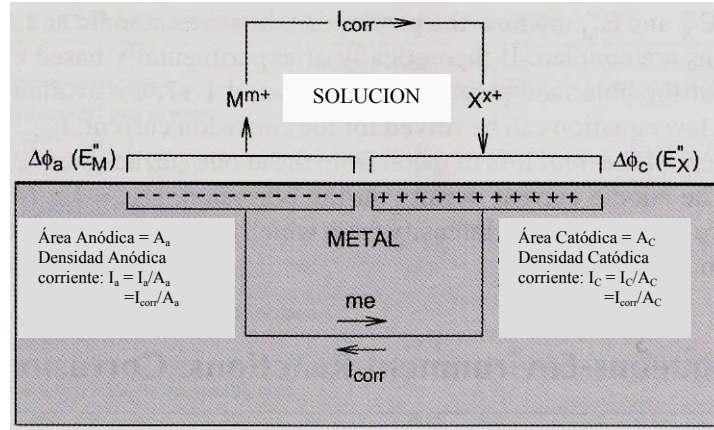 I_corr
M^m+
SOLUCION
X^x+
Δϕ_a (E"_M)
Δϕ_C (E"_X)
METAL
Área Anódica = A_a
Densidad Anódica
corriente: I_a = I_a/A_a
=I_corr/A_a
Área Catódica = A_C
Densidad Catódica
corriente: I_C = I_C/A_C
=I_corr/A_C
me
I_corr